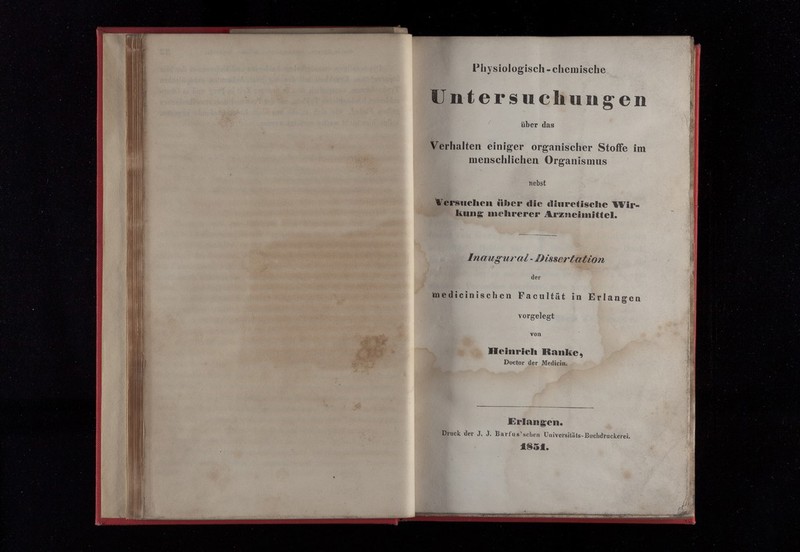 Physiologisch-chemische
Untersuchungen
über das
Verhalten einiger organischer Stoffe im
menschlichen Organismus
nebst
Versuchen über die diuretische Wir-
kung mehrerer Arzneimittel.
Inaugural-Dissertation
der
medicinischen Facultät in Erlangen
vorgelegt
von
Heinrich Ranke,
Doctor der Medicin.
Erlangen.
Druck der J. J. Barfus'schen Universitäts-Buchdruckerei.
1851.